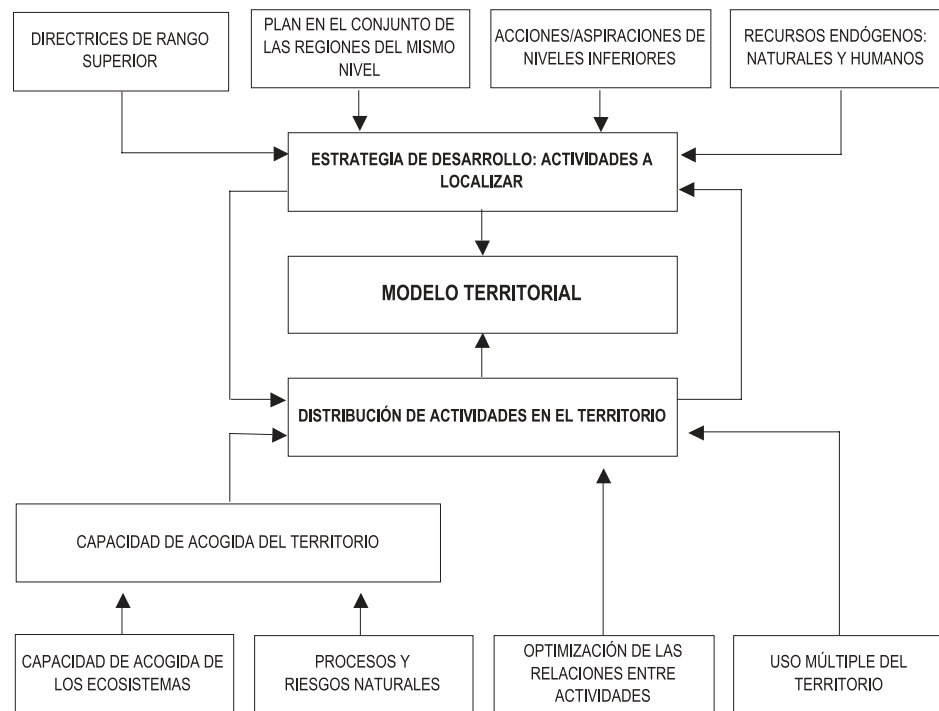 DIRECTRICES DE RANGO
SUPERIOR
PLAN EN EL CONJUNTO DE
LAS REGIONES DEL MISMO
NIVEL
ACCIONES/ASPIRACIONES DE
NIVELES INFERIORES
RECURSOS ENDÓGENOS:
NATURALES Y HUMANOS
ESTRATEGIA DE DESARROLLO: ACTIVIDADES A
LOCALIZAR
MODELO TERRITORIAL
DISTRIBUCIÓN DE ACTIVIDADES EN EL TERRITORIO
CAPACIDAD DE ACOGIDA DEL TERRITORIO
CAPACIDAD DE ACOGIDA DE
LOS ECOSISTEMAS
PROCESOS Y
RIESGOS NATURALES
OPTIMIZACIÓN DE LAS
RELACIONES ENTRE
ACTIVIDADES
USO MÚLTIPLE DEL
TERRITORIO